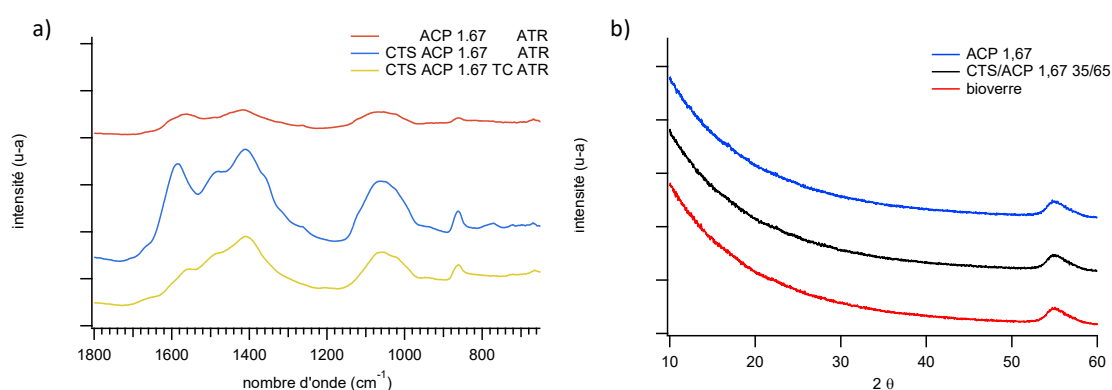 a)
ACP 1.67 ATR
CTS ACP 1.67 ATR
CTS ACP 1.67 TC ATR
intensité (u-a)
1800 1600 1400 1200 1000 800
nombre d'onde (cm-1)
b)
ACP 1,67
CTS/ACP 1,67 35/65
bioverre
intensité (u-a)
10 20 30 40 50 60
2 θ